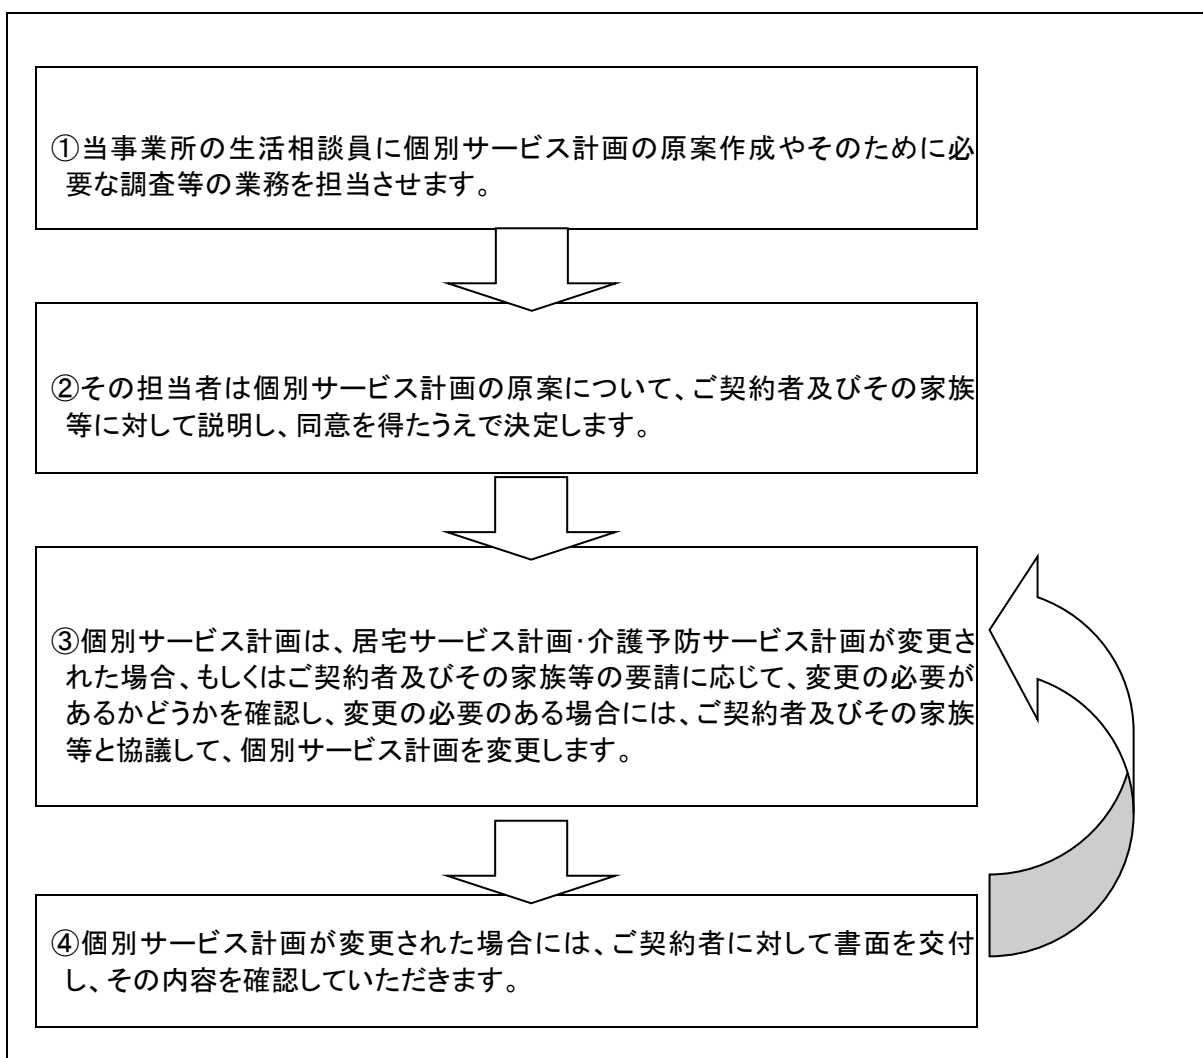 ①当事業所の生活相談員に個別サービス計画の原案作成やそのために必
要な調査等の業務を担当させます。
②その担当者は個別サービス計画の原案について、ご契約者及びその家族
等に対して説明し、同意を得たうえで決定します。
③個別サービス計画は、居宅サービス計画・介護予防サービス計画が変更さ
れた場合、もしくはご契約者及びその家族等の要請に応じて、変更の必要が
あるかどうかを確認し、変更の必要のある場合には、ご契約者及びその家族
等と協議して、個別サービス計画を変更します。
④個別サービス計画が変更された場合には、ご契約者に対して書面を交付
し、その内容を確認していただきます。